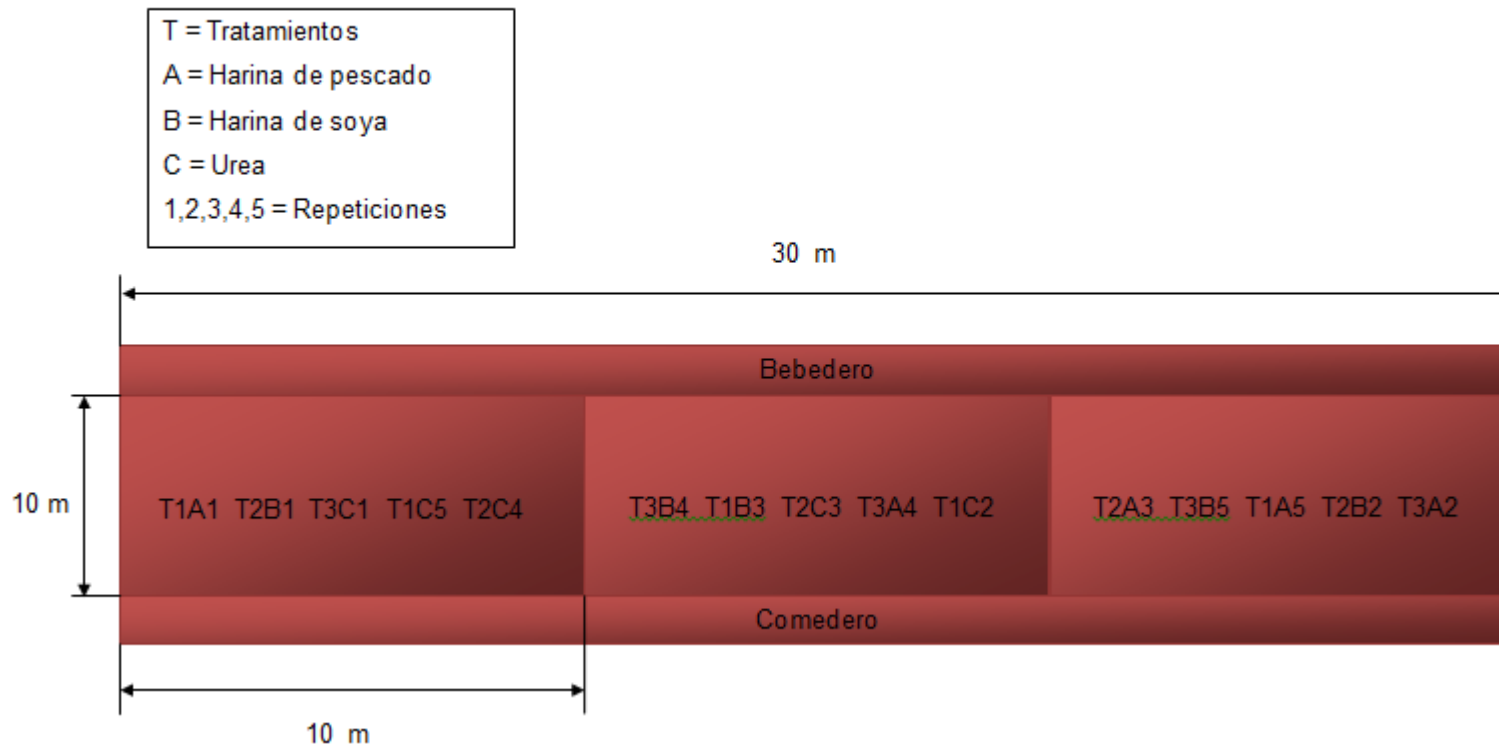 T = Tratamientos
A = Harina de pescado
B = Harina de soya
C = Urea
1,2,3,4,5 = Repeticiones
30 m
Bebedero
10 m
T1A1 T2B1 T3C1 T1C5 T2C4
T3B4 T1B3 T2C3 T3A4 T1C2
T2A3 T3B5 T1A5 T2B2 T3A2
Comedero
10 m